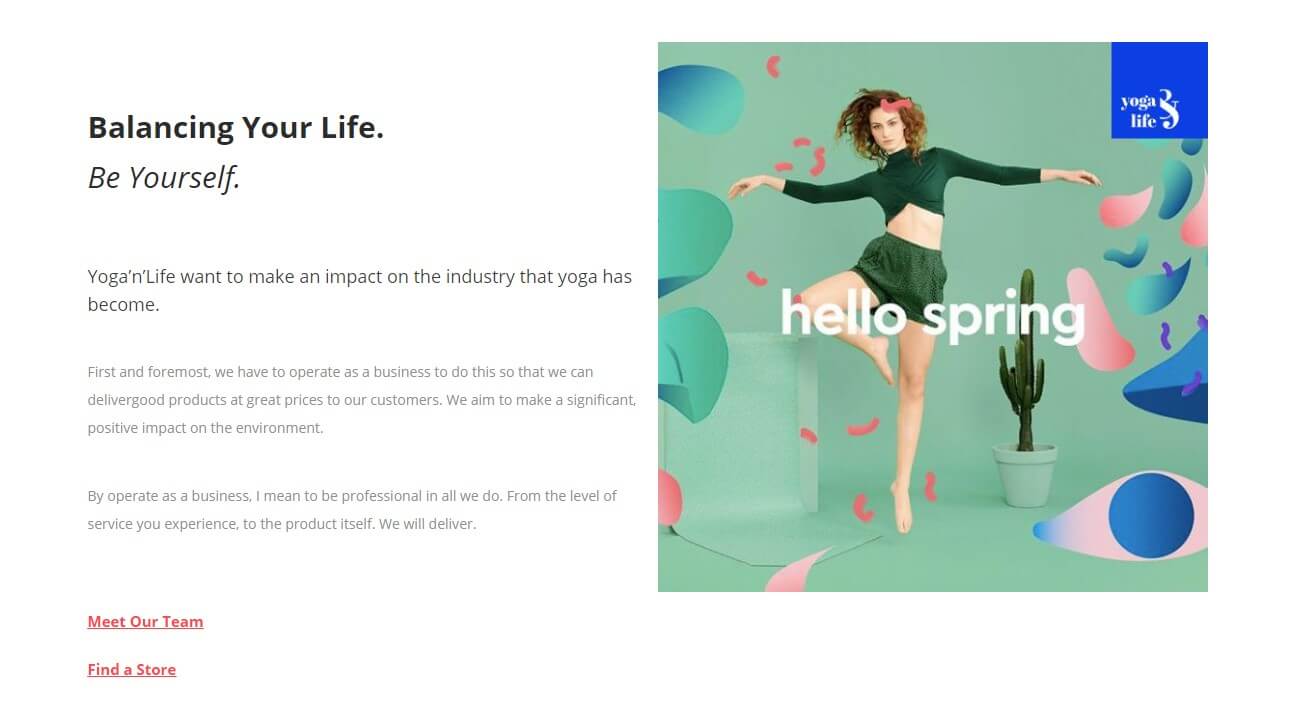 Balancing Your Life.
Be Yourself.
Yoga’n’Life want to make an impact on the industry that yoga has
become.
First and foremost, we have to operate as a business to do this so that we can
delivergood products at great prices to our customers. We aim to make a significant,
positive impact on the environment.
By operate as a business, I mean to be professional in all we do. From the level of
service you experience, to the product itself. We will deliver.
Meet Our Team
Find a Store
yoga &
life
hello spring